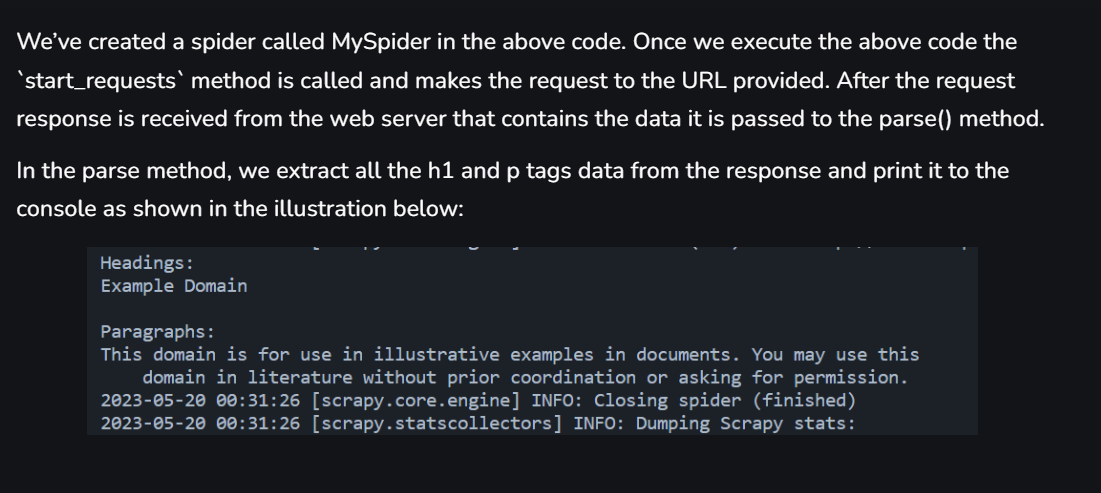 We've created a spider called MySpider in the above code. Once we execute the above code the
`start_requests` method is called and makes the request to the URL provided. After the request
response is received from the web server that contains the data it is passed to the parse() method.
In the parse method, we extract all the h1 and p tags data from the response and print it to the
console as shown in the illustration below:
Headings:
Example Domain
Paragraphs:
This domain is for use in illustrative examples in documents. You may use this
domain in literature without prior coordination or asking for permission.
2023-05-20 00:31:26 [scrapy.core.engine] INFO: Closing spider (finished)
2023-05-20 00:31:26 [scrapy.statscollectors] INFO: Dumping Scrapy stats: